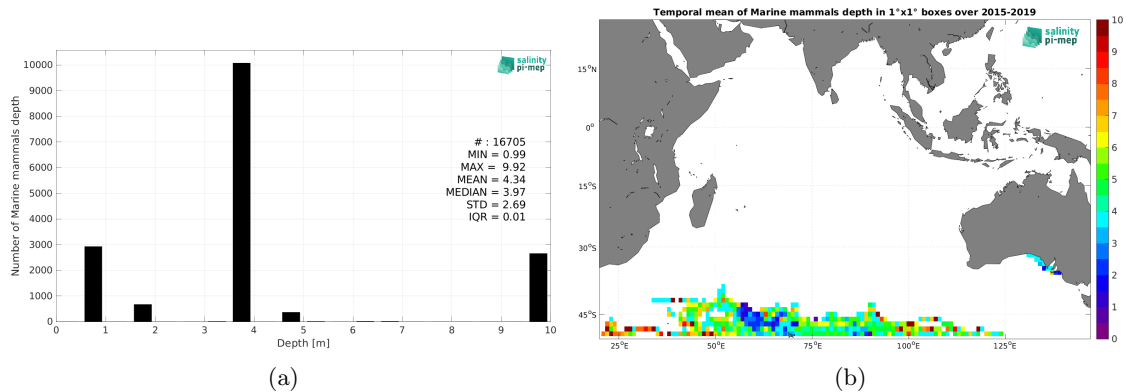 salinity
pi-mep
Number of Marine mammals depth
10000
9000
8000
7000
6000
5000
4000
3000
2000
1000
0
# : 16705
MIN = 0.99
MAX = 9.92
MEAN = 4.34
MEDIAN = 3.97
STD = 2.69
IQR = 0.01
0 1 2 3 4 5 6 7 8 9 10
Depth [m]
(a)
Temporal mean of Marine mammals depth in 1°x1° boxes over 2015-2019
salinity
pi-mep
15°N
0°
15°S
30°S
45°S
25°E 50°E 75°E 100°E 125°E
10
9
8
7
6
5
4
3
2
1
0
(b)